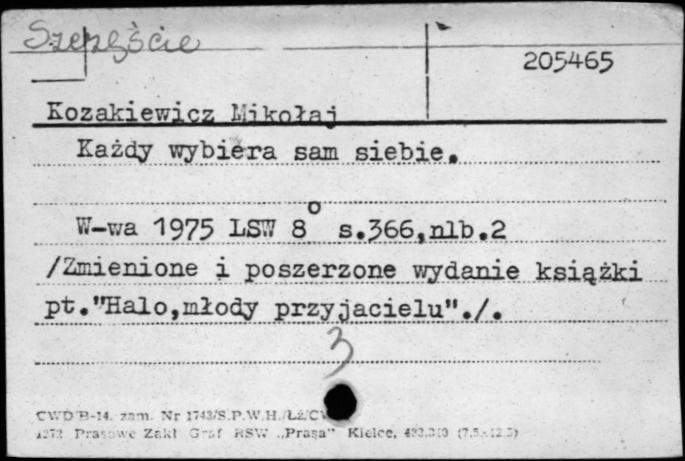 Szczęście
205465
Kozakiewicz Mikołaj
Każdy wybiera sam siebie.
W-wa 1975 LSW 8° s.366,nlb.2
/Zmienione i poszerzone wydanie książki
pt."Halo,młody przyjacielu"./.
3
CWD/B-14. zam. Nr 1743/S.P.W.H./Łż/CW
Prasowe Zakł Graf RSW „Prasa" Kielce,